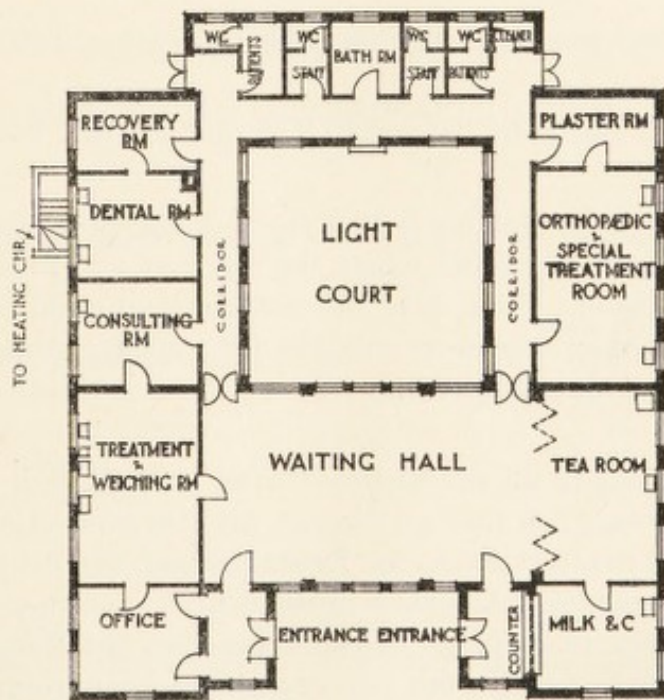 WC
WC
WC
WC
CLEANER
PATIENTS
STAFF
BATH RM
STAFF
PATIENTS
RECOVERY
RM
PLASTER RM
DENTAL RM
ORTHOPÆDIC
&
SPECIAL
TREATMENT
ROOM
LIGHT
COURT
CORRIDOR
CORRIDOR
TO HEATING CHR.
CONSULTING
RM
TREATMENT
&
WEIGHING RM
WAITING HALL
TEA ROOM
OFFICE
ENTRANCE ENTRANCE
COUNTER
MILK & C